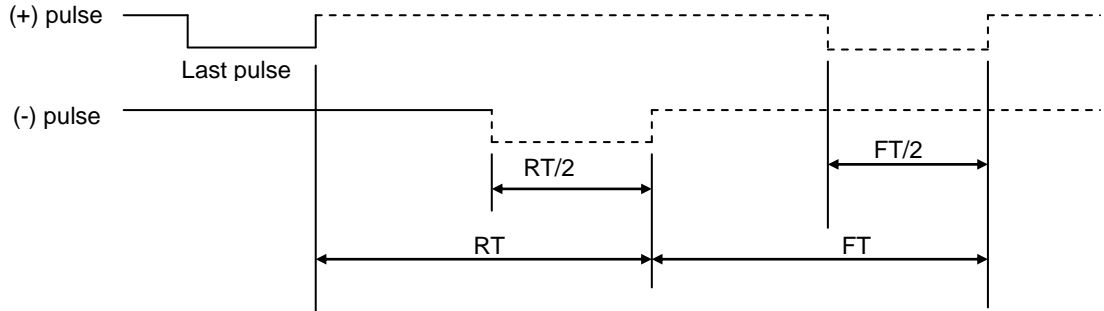 (+) pulse
Last pulse
(-) pulse
RT/2
FT/2
RT
FT